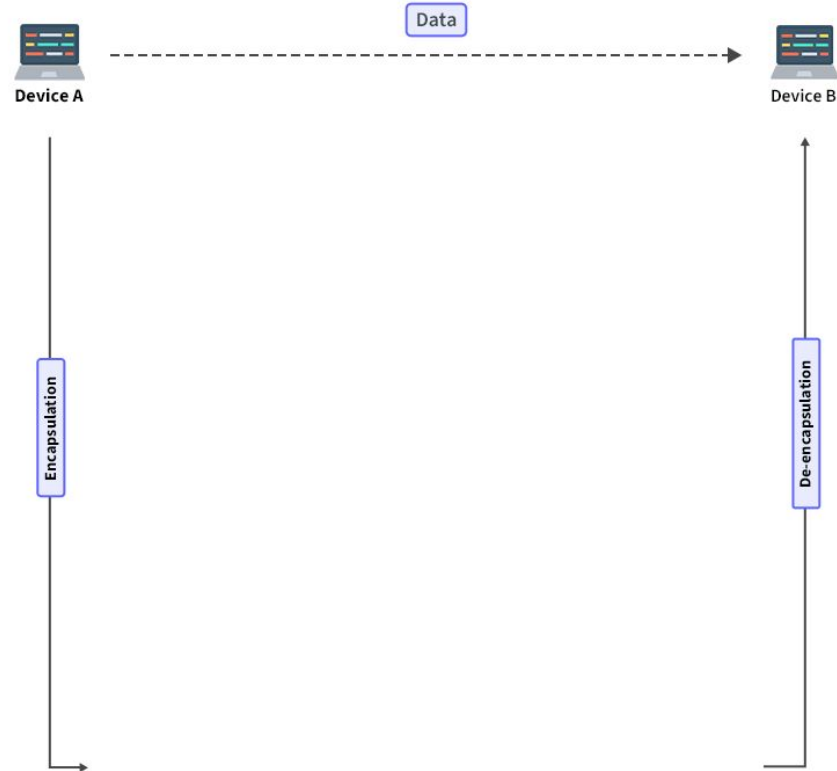 Data
Device A
Device B
Encapsulation
De-encapsulation